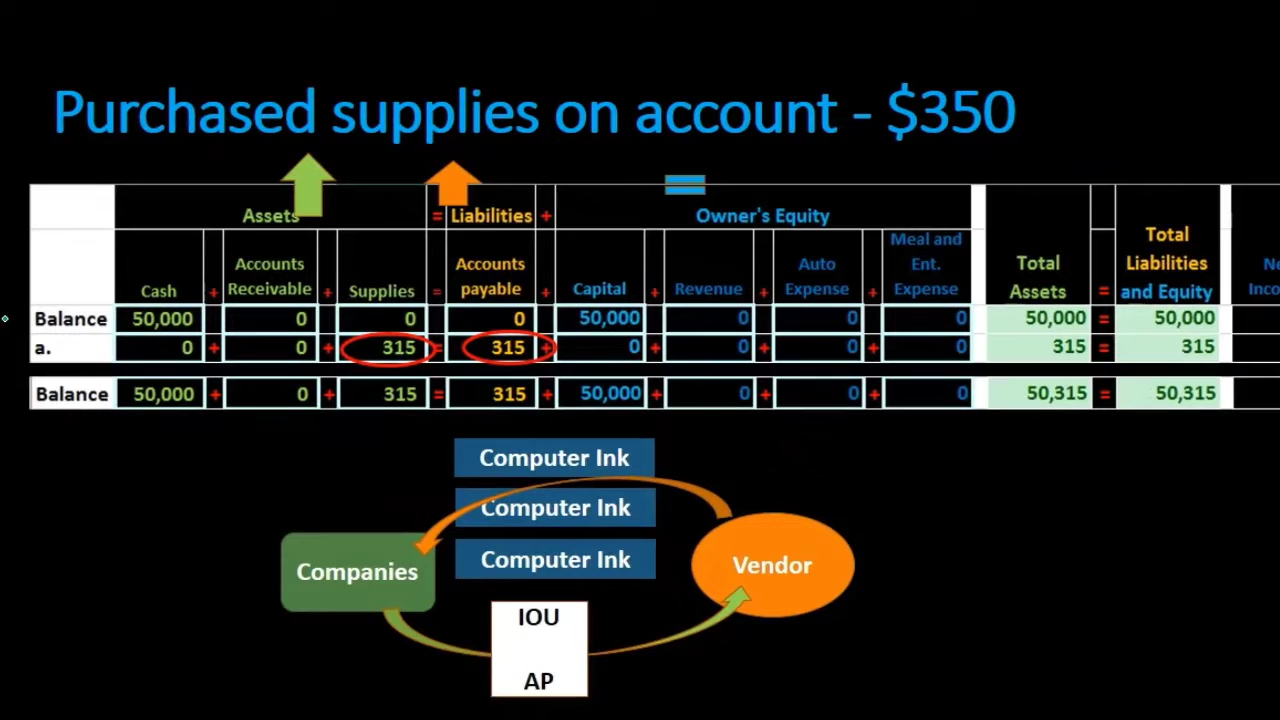 Purchased supplies on account - $350
Assets = Liabilities + Owner's Equity
Cash + Accounts Receivable + Supplies = Accounts payable + Capital + Revenue + Auto Expense + Meal and Ent. Expense Total Assets = Total Liabilities and Equity
Balance 50,000 0 0 0 50,000 0 0 0 50,000 = 50,000
a. 0 + 0 + 315 = 315 + 0 + 0 + 0 + 0 315 = 315
Balance 50,000 + 0 + 315 = 315 + 50,000 + 0 + 0 + 0 50,315 = 50,315
Computer Ink
Computer Ink
Computer Ink
Companies
Vendor
IOU
AP